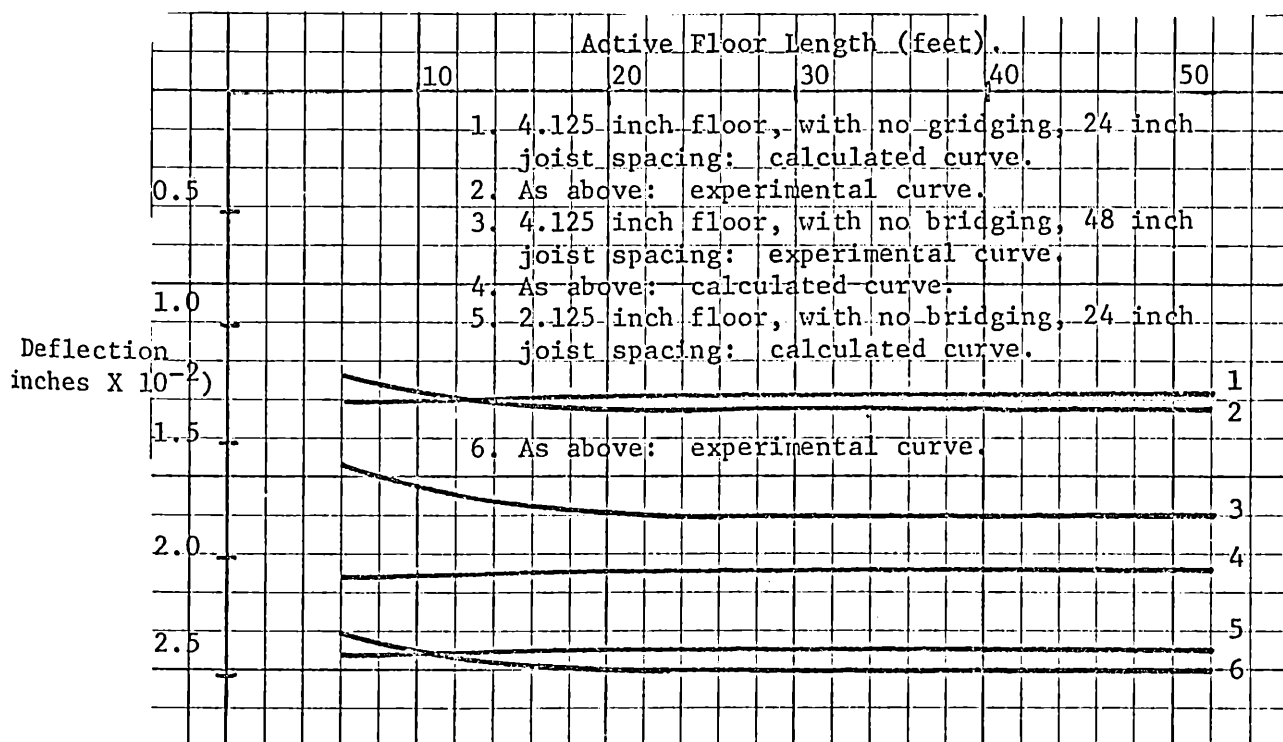 Active Floor Length (feet).
10 20 30 40 50
1. 4.125 inch floor, with no gridging, 24 inch
joist spacing: calculated curve.
0.5
2. As above: experimental curve.
3. 4.125 inch floor, with no bridging, 48 inch
joist spacing: experimental curve.
4. As above: calculated curve.
1.0
5. 2.125 inch floor, with no bridging, 24 inch
joist spacing: calculated curve.
Deflection
inches X 10⁻²)
1
2
1.5
6. As above: experimental curve.
3
2.0
4
5
2.5
6